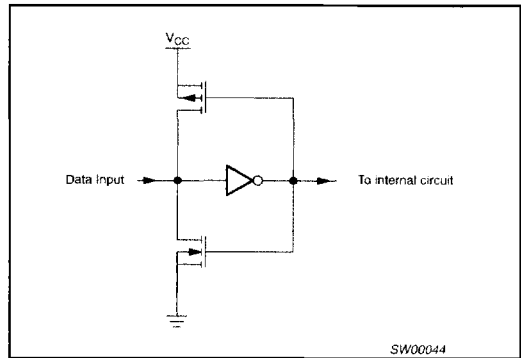 VCC
Data Input
To internal circuit
SW00044